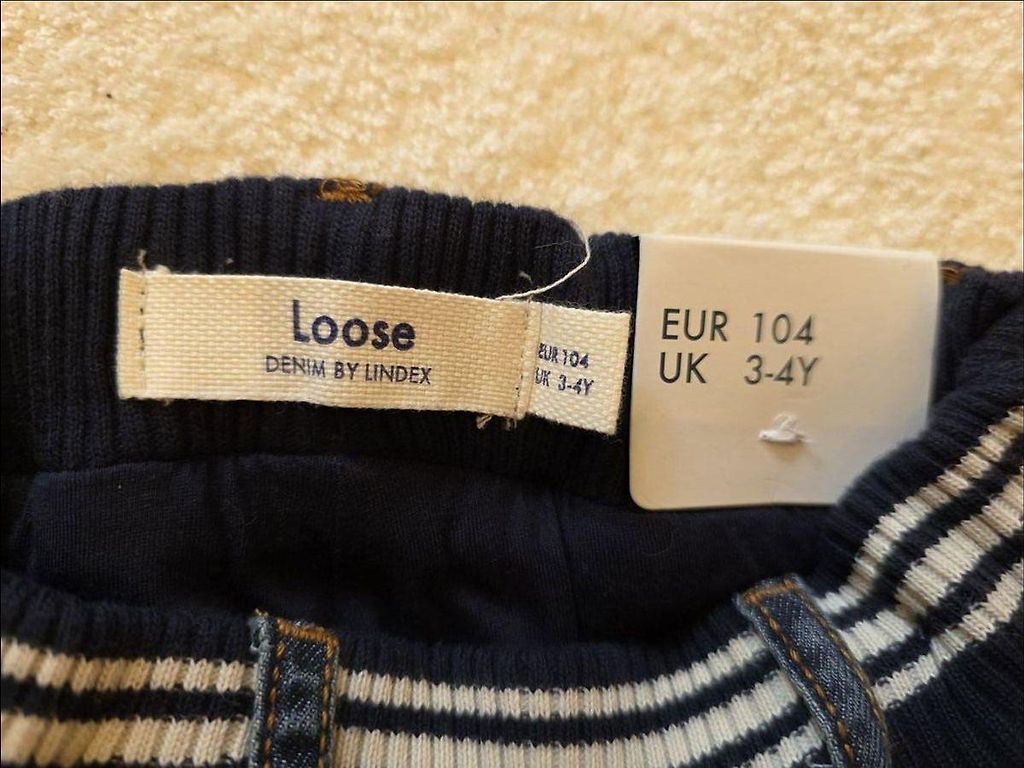 Loose
DENIM BY LINDEX
EUR 104
UK 3-4Y
EUR 104
UK 3-4Y